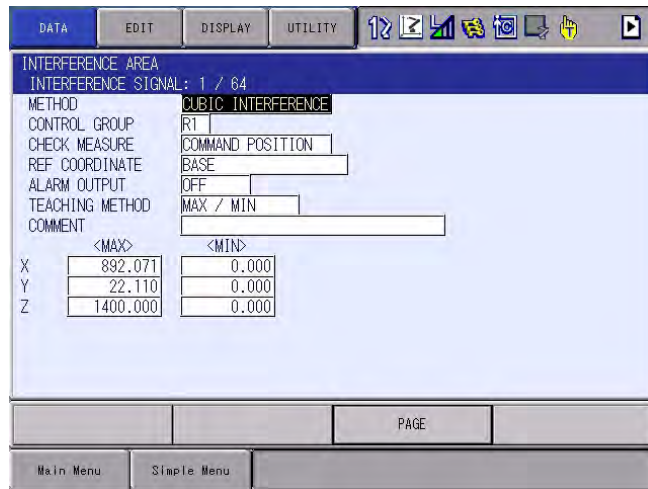 DATA EDIT DISPLAY UTILITY
INTERFERENCE AREA
INTERFERENCE SIGNAL: 1 / 64
METHOD CUBIC INTERFERENCE
CONTROL GROUP R1
CHECK MEASURE COMMAND POSITION
REF COORDINATE BASE
ALARM OUTPUT OFF
TEACHING METHOD MAX / MIN
COMMENT
<MAX> <MIN>
X 892.071 0.000
Y 22.110 0.000
Z 1400.000 0.000
PAGE
Main Menu Simple Menu